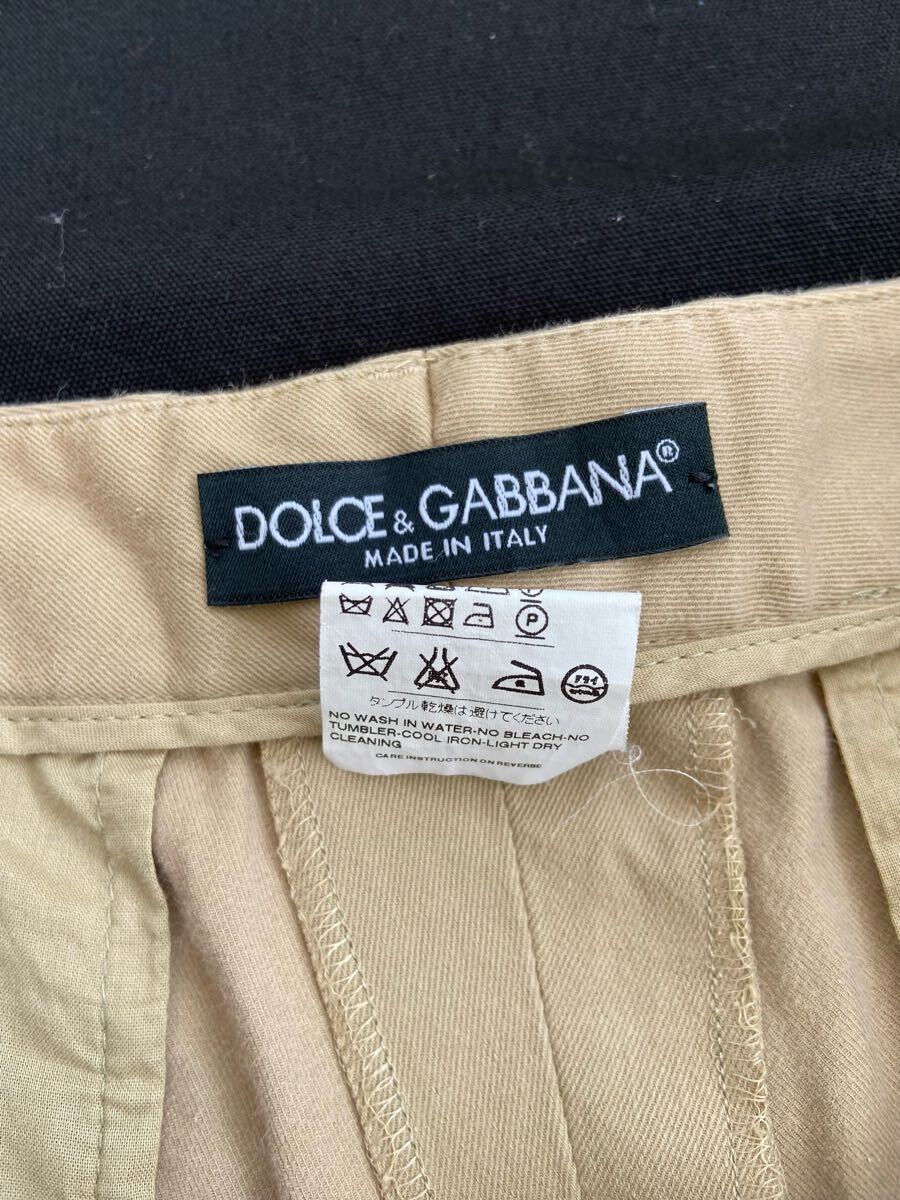 DOLCE & GABBANA®
MADE IN ITALY
P
タンブル乾燥は避けてください
NO WASH IN WATER-NO BLEACH-NO
TUMBLER-COOL IRON-LIGHT DRY
CLEANING
CARE INSTRUCTION ON REVERSE